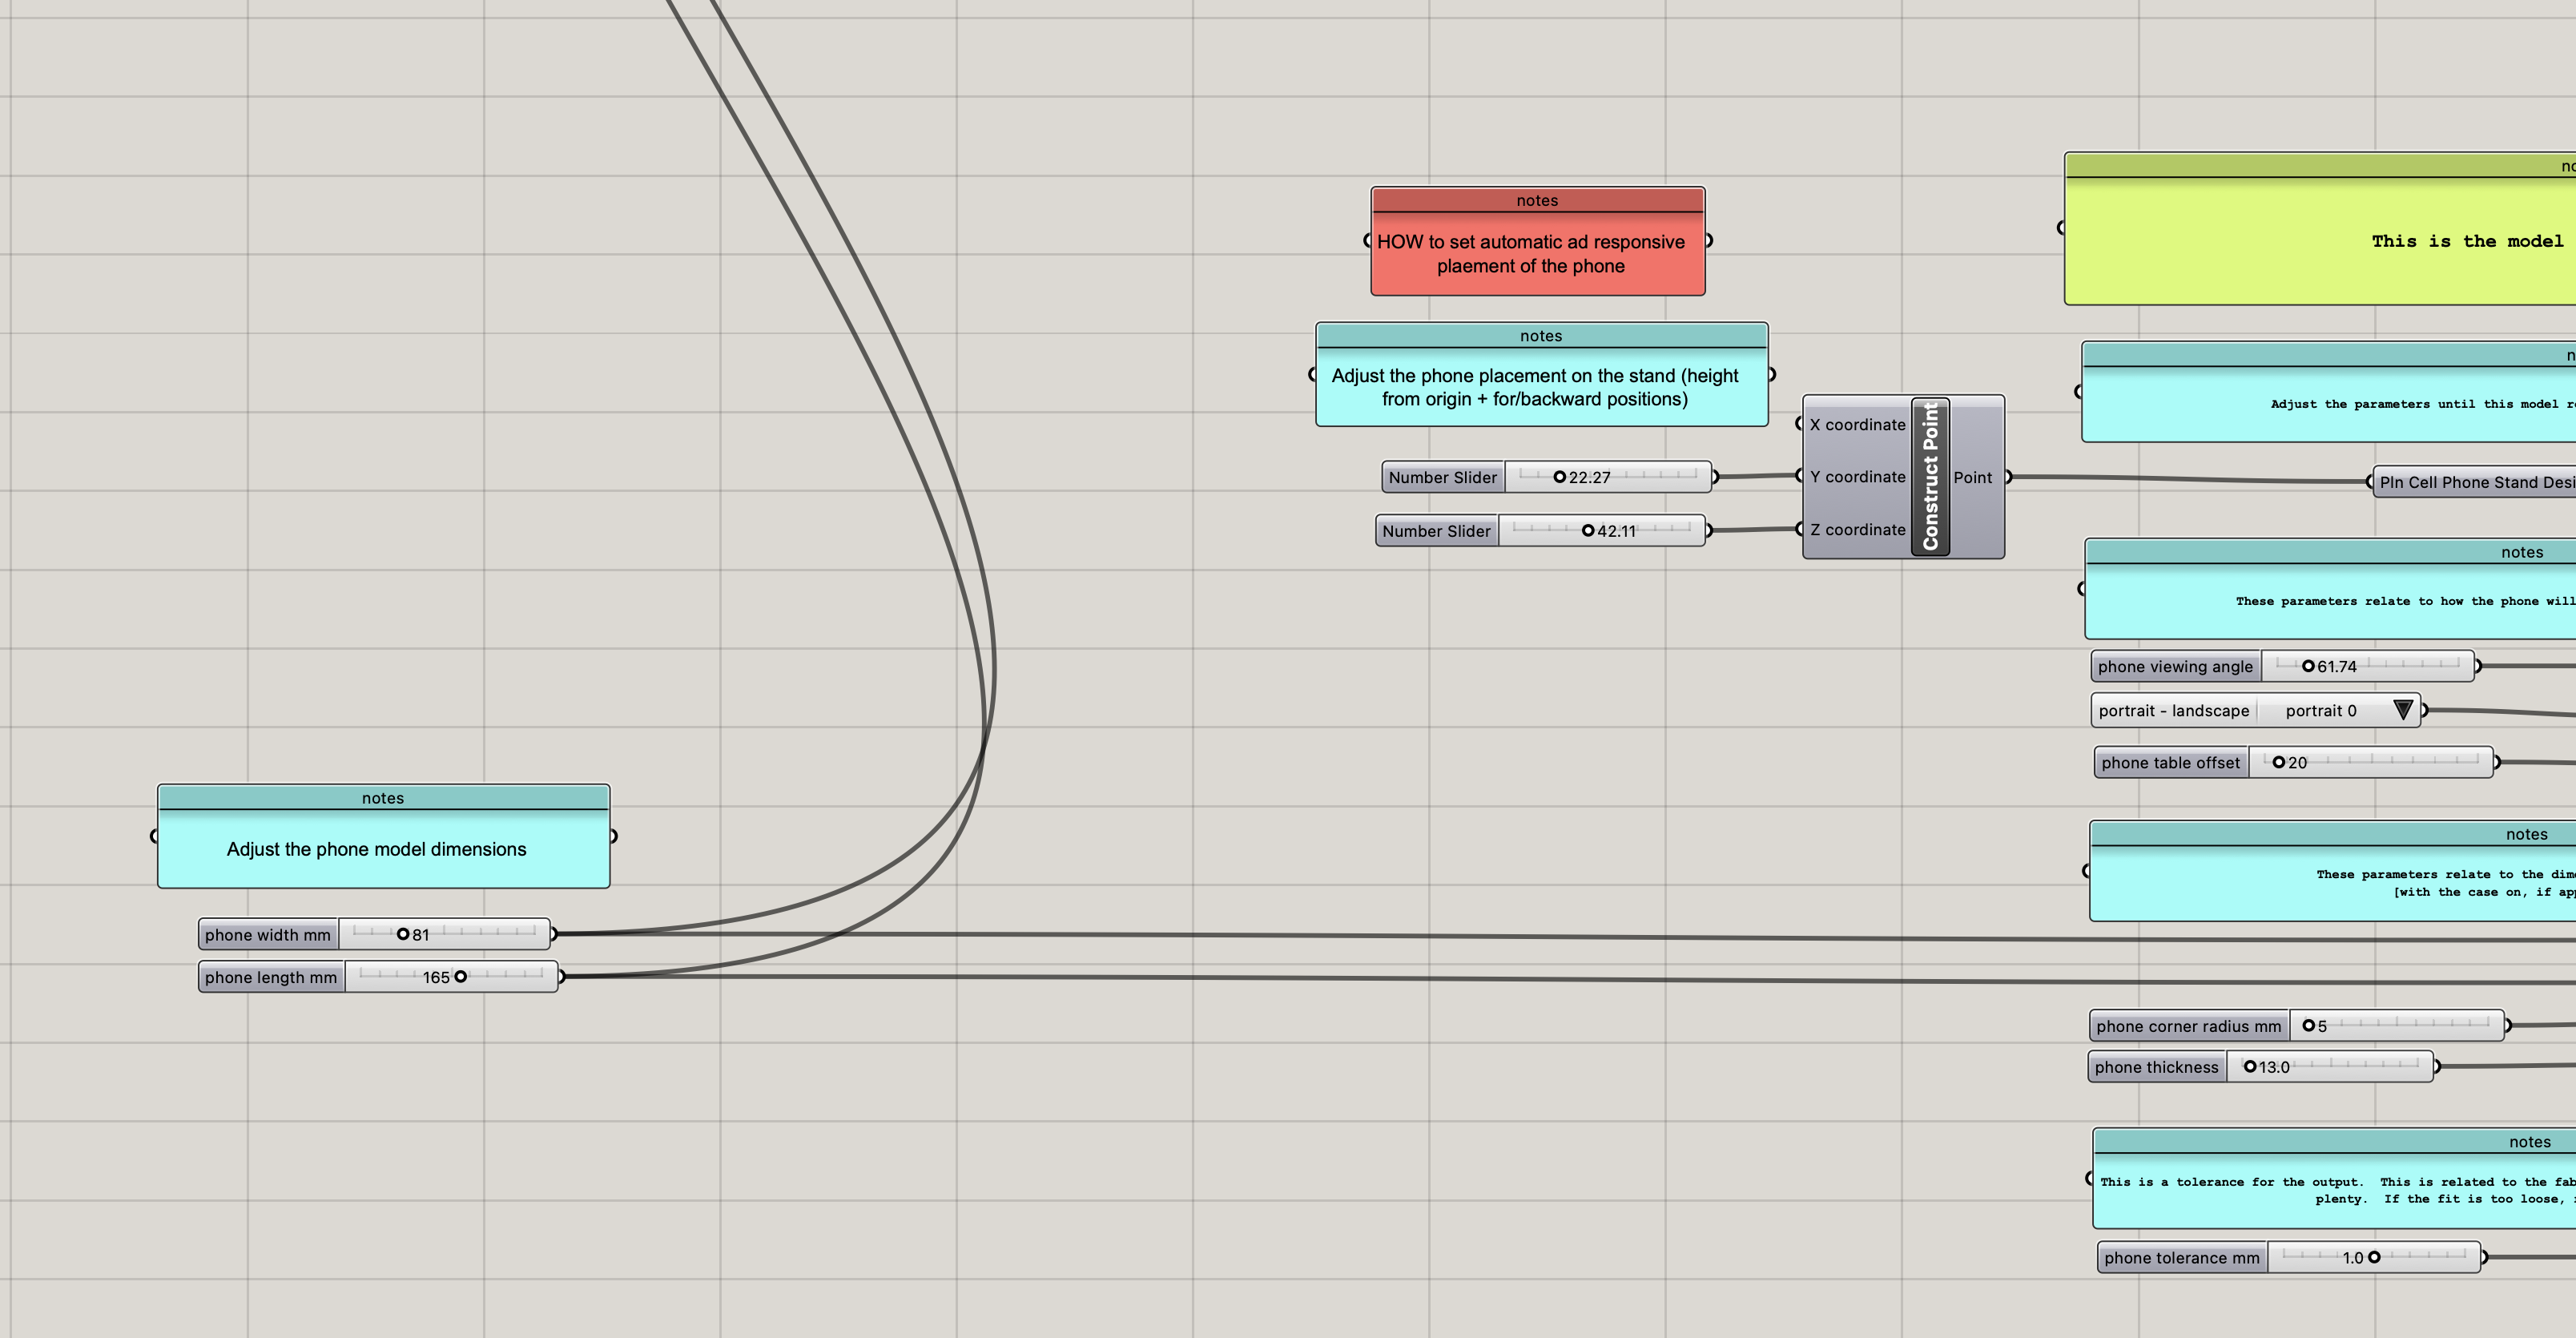 notes
HOW to set automatic ad responsive
plaement of the phone
notes
Adjust the phone placement on the stand (height
from origin + for/backward positions)
Number Slider 22.27
Number Slider 42.11
X coordinate
Y coordinate
Z coordinate
Construct Point
Point
This is the model
Adjust the parameters until this model
Pln Cell Phone Stand
notes
These parameters relate to how the phone will
phone viewing angle 61.74
portrait - landscape portrait 0
phone table offset 20
notes
Adjust the phone model dimensions
phone width mm 81
phone length mm 165
notes
These parameters relate to the
[with the case on, if
phone corner radius mm 5
phone thickness 13.0
notes
This is a tolerance for the output. This is related to the
plenty. If the fit is too loose,
phone tolerance mm 1.0